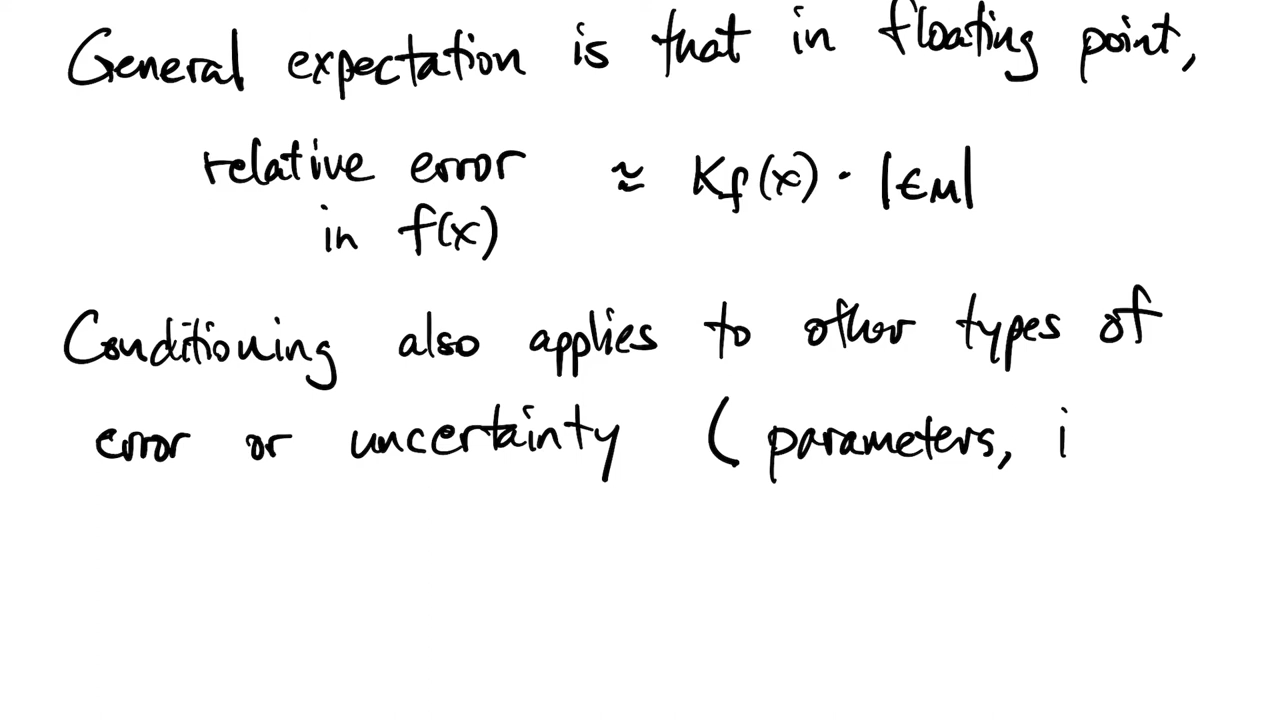 General expectation is that in floating point,
relative error ≈ Kf(x) · |εM|
in f(x)
Conditioning also applies to other types of
error or uncertainty (parameters, i